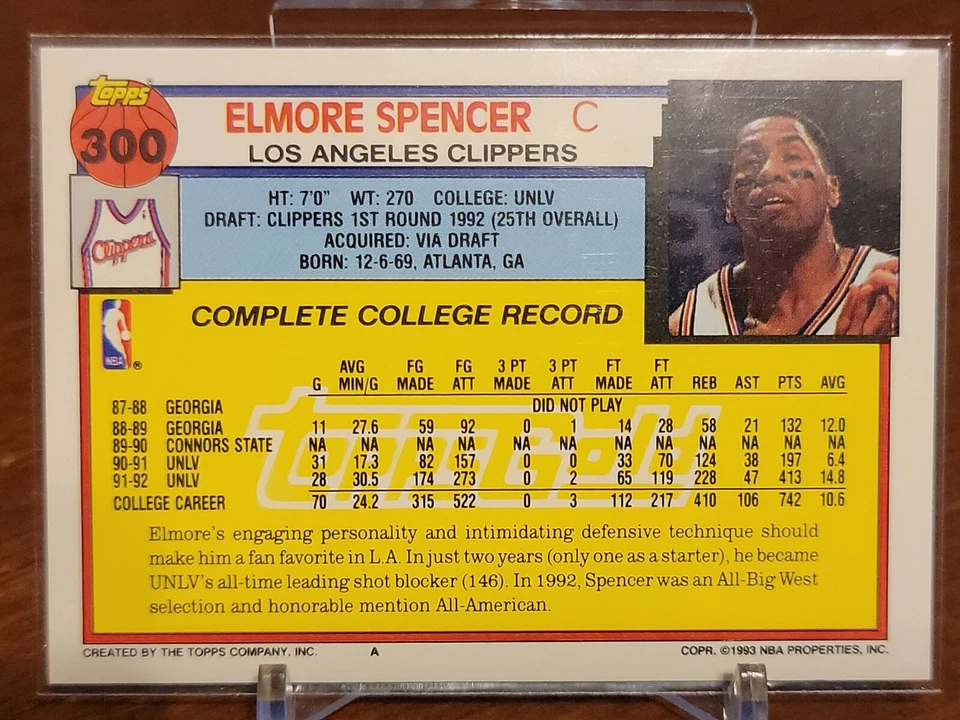 TOPPS
300
ELMORE SPENCER C
LOS ANGELES CLIPPERS
HT: 7'0" WT: 270 COLLEGE: UNLV
DRAFT: CLIPPERS 1ST ROUND 1992 (25TH OVERALL)
ACQUIRED: VIA DRAFT
BORN: 12-6-69, ATLANTA, GA
Clippers
NBA ®
COMPLETE COLLEGE RECORD
G AVG MIN/G FG MADE FG ATT 3 PT MADE 3 PT ATT FT MADE FT ATT REB AST PTS AVG
87-88 GEORGIA DID NOT PLAY
88-89 GEORGIA 11 27.6 59 92 0 1 14 28 58 21 132 12.0
89-90 CONNORS STATE NA NA NA NA NA NA NA NA NA NA NA NA
90-91 UNLV 31 17.3 82 157 0 0 33 70 124 38 197 6.4
91-92 UNLV 28 30.5 174 273 0 2 65 119 228 47 413 14.8
COLLEGE CAREER 70 24.2 315 522 0 3 112 217 410 106 742 10.6
ToppsGold
Elmore's engaging personality and intimidating defensive technique should
make him a fan favorite in L.A. In just two years (only one as a starter), he became
UNLV's all-time leading shot blocker (146). In 1992, Spencer was an All-Big West
selection and honorable mention All-American.
CREATED BY THE TOPPS COMPANY, INC. A COPR. ©1993 NBA PROPERTIES, INC.